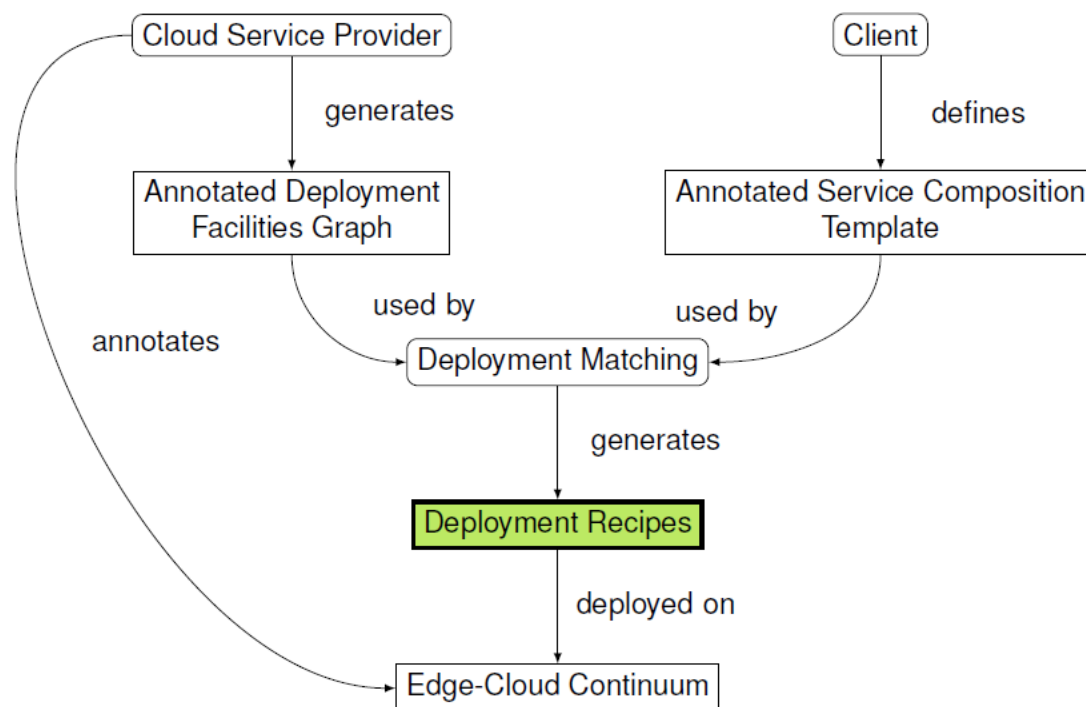 Cloud Service Provider
Client
generates
defines
Annotated Deployment
Facilities Graph
Annotated Service Composition
Template
used by
used by
annotates
Deployment Matching
generates
Deployment Recipes
deployed on
Edge-Cloud Continuum